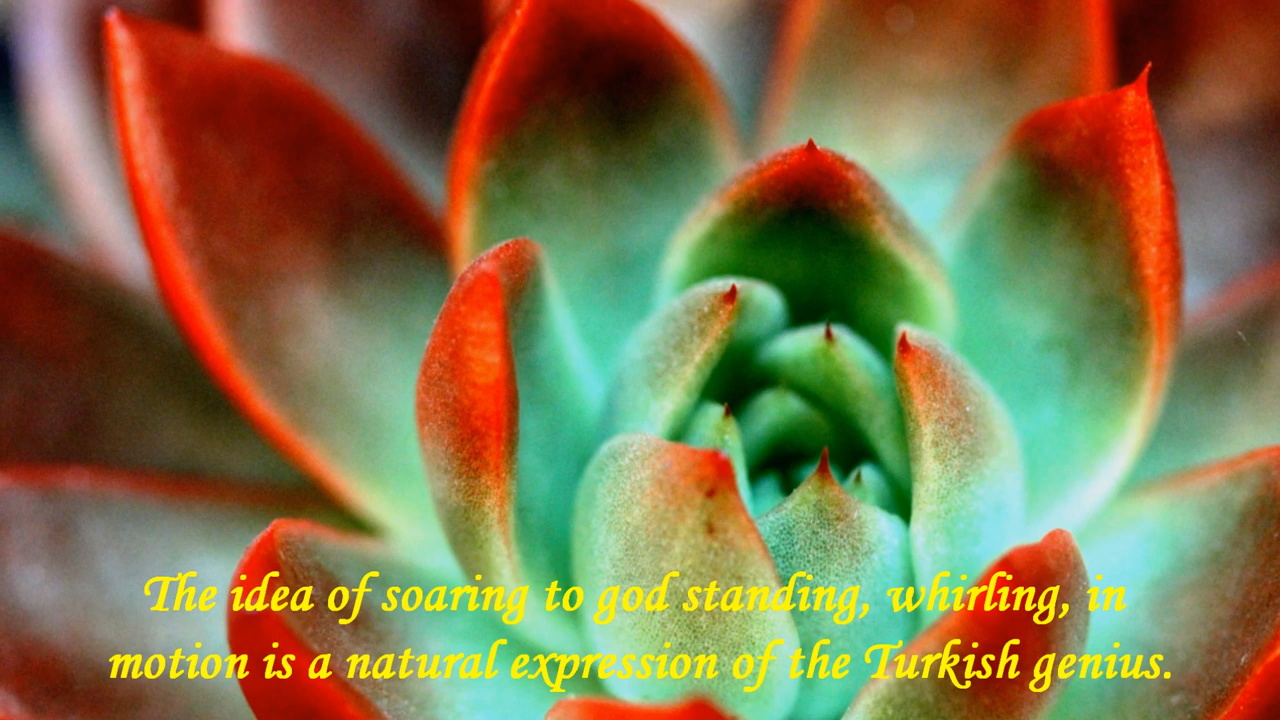 The idea of soaring to god standing, whirling, in
motion is a natural expression of the Turkish genius.